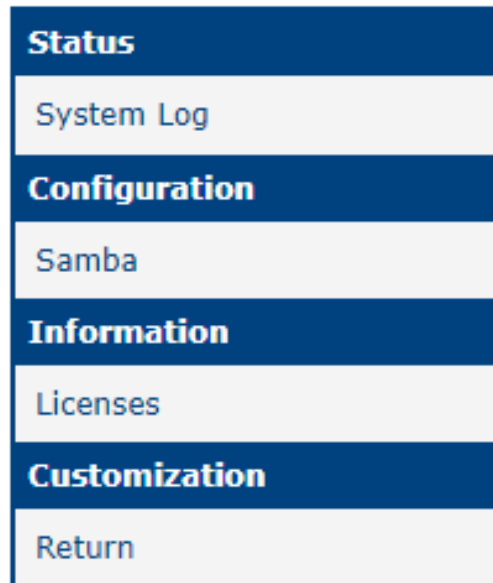 Status
System Log
Configuration
Samba
Information
Licenses
Customization
Return